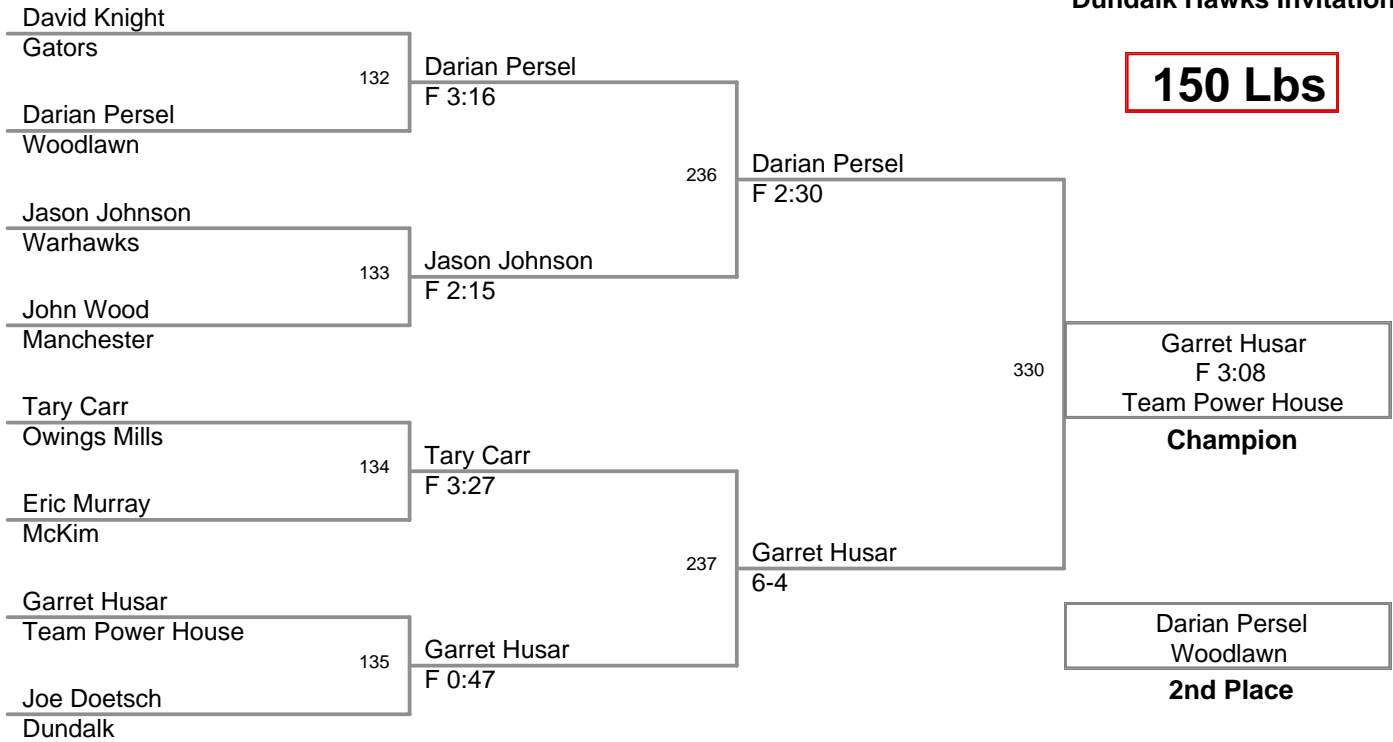 Dundalk Hawks Invitation
150 Lbs
David Knight
Gators
132
Darian Persel
F 3:16
Darian Persel
Woodlawn
236
Darian Persel
F 2:30
Jason Johnson
Warhawks
133
Jason Johnson
F 2:15
John Wood
Manchester
330
Garret Husar
F 3:08
Team Power House
Champion
Tary Carr
Owings Mills
134
Tary Carr
F 3:27
Eric Murray
McKim
237
Garret Husar
6-4
Garret Husar
Team Power House
135
Garret Husar
F 0:47
Joe Doetsch
Dundalk
Darian Persel
Woodlawn
2nd Place